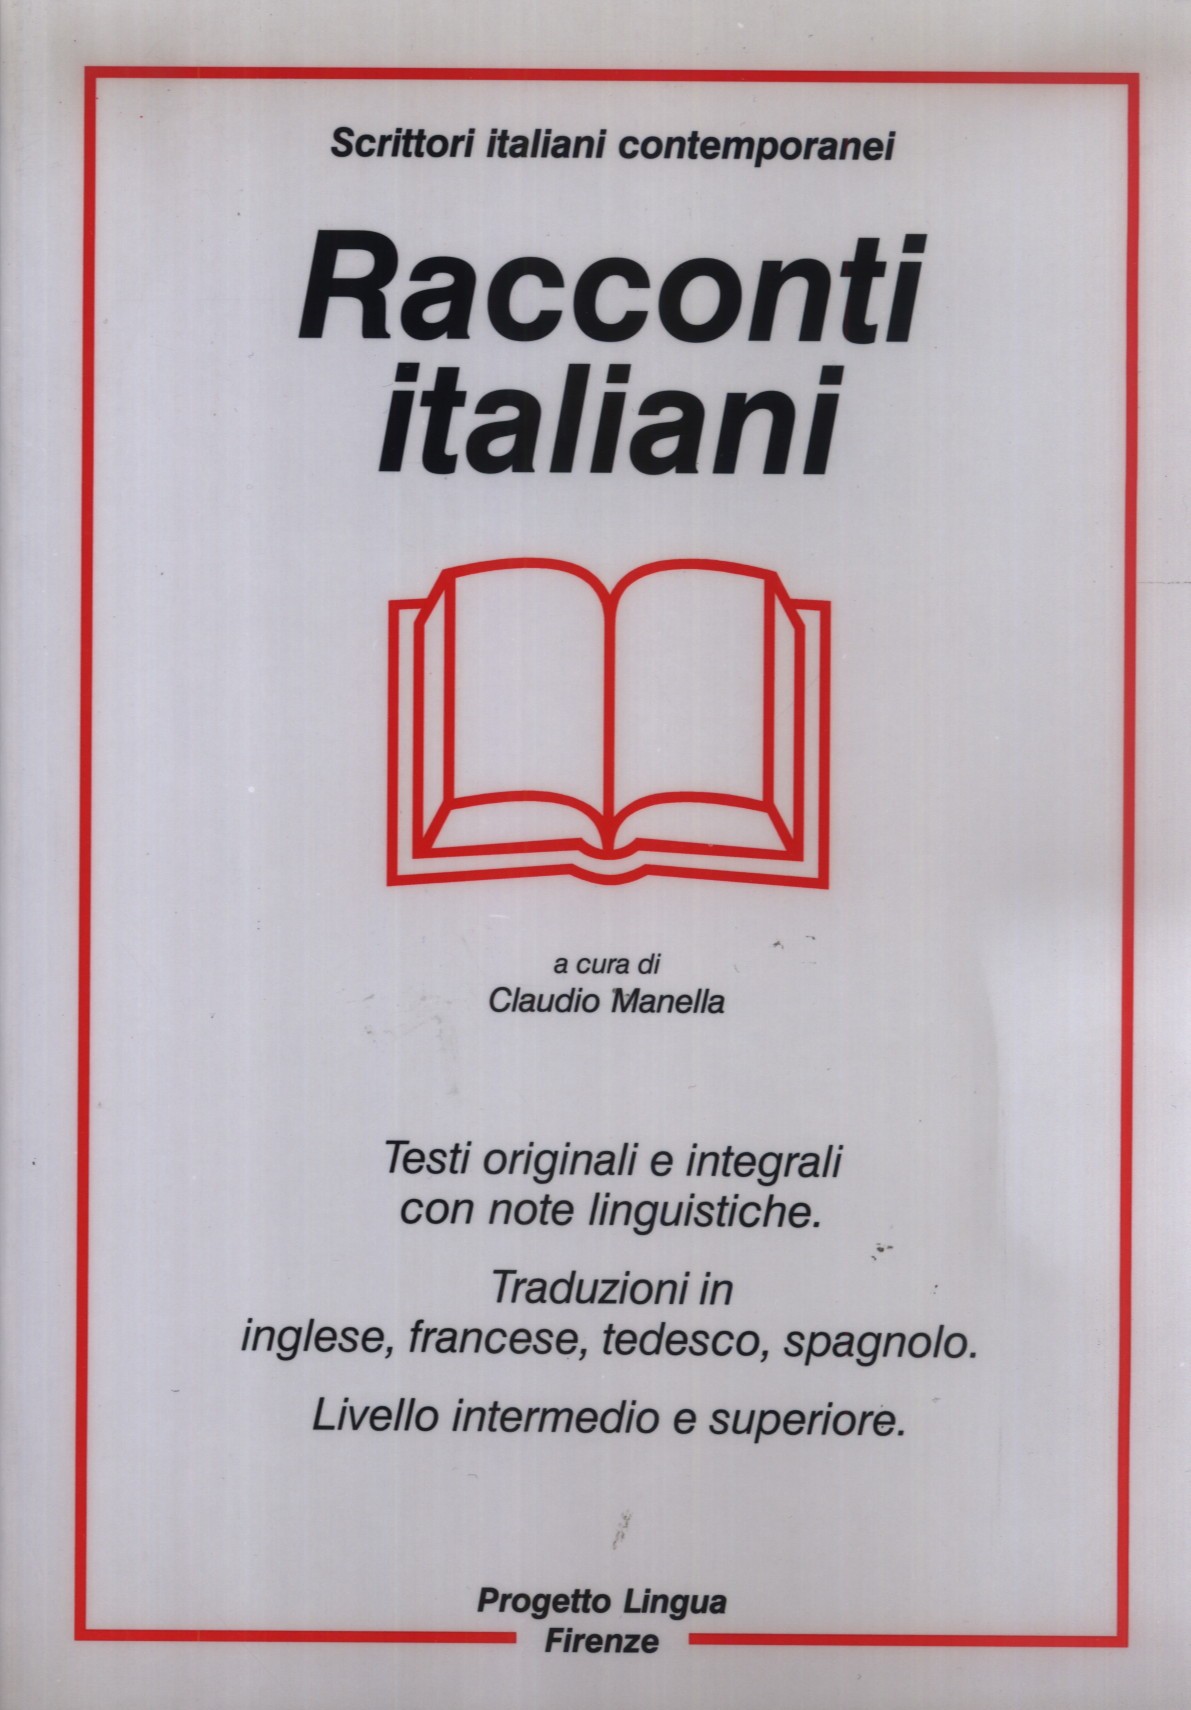 Scrittori italiani contemporanei
Racconti
italiani
a cura di
Claudio Manella
Testi originali e integrali
con note linguistiche.
Traduzioni in
inglese, francese, tedesco, spagnolo.
Livello intermedio e superiore.
Progetto Lingua
Firenze